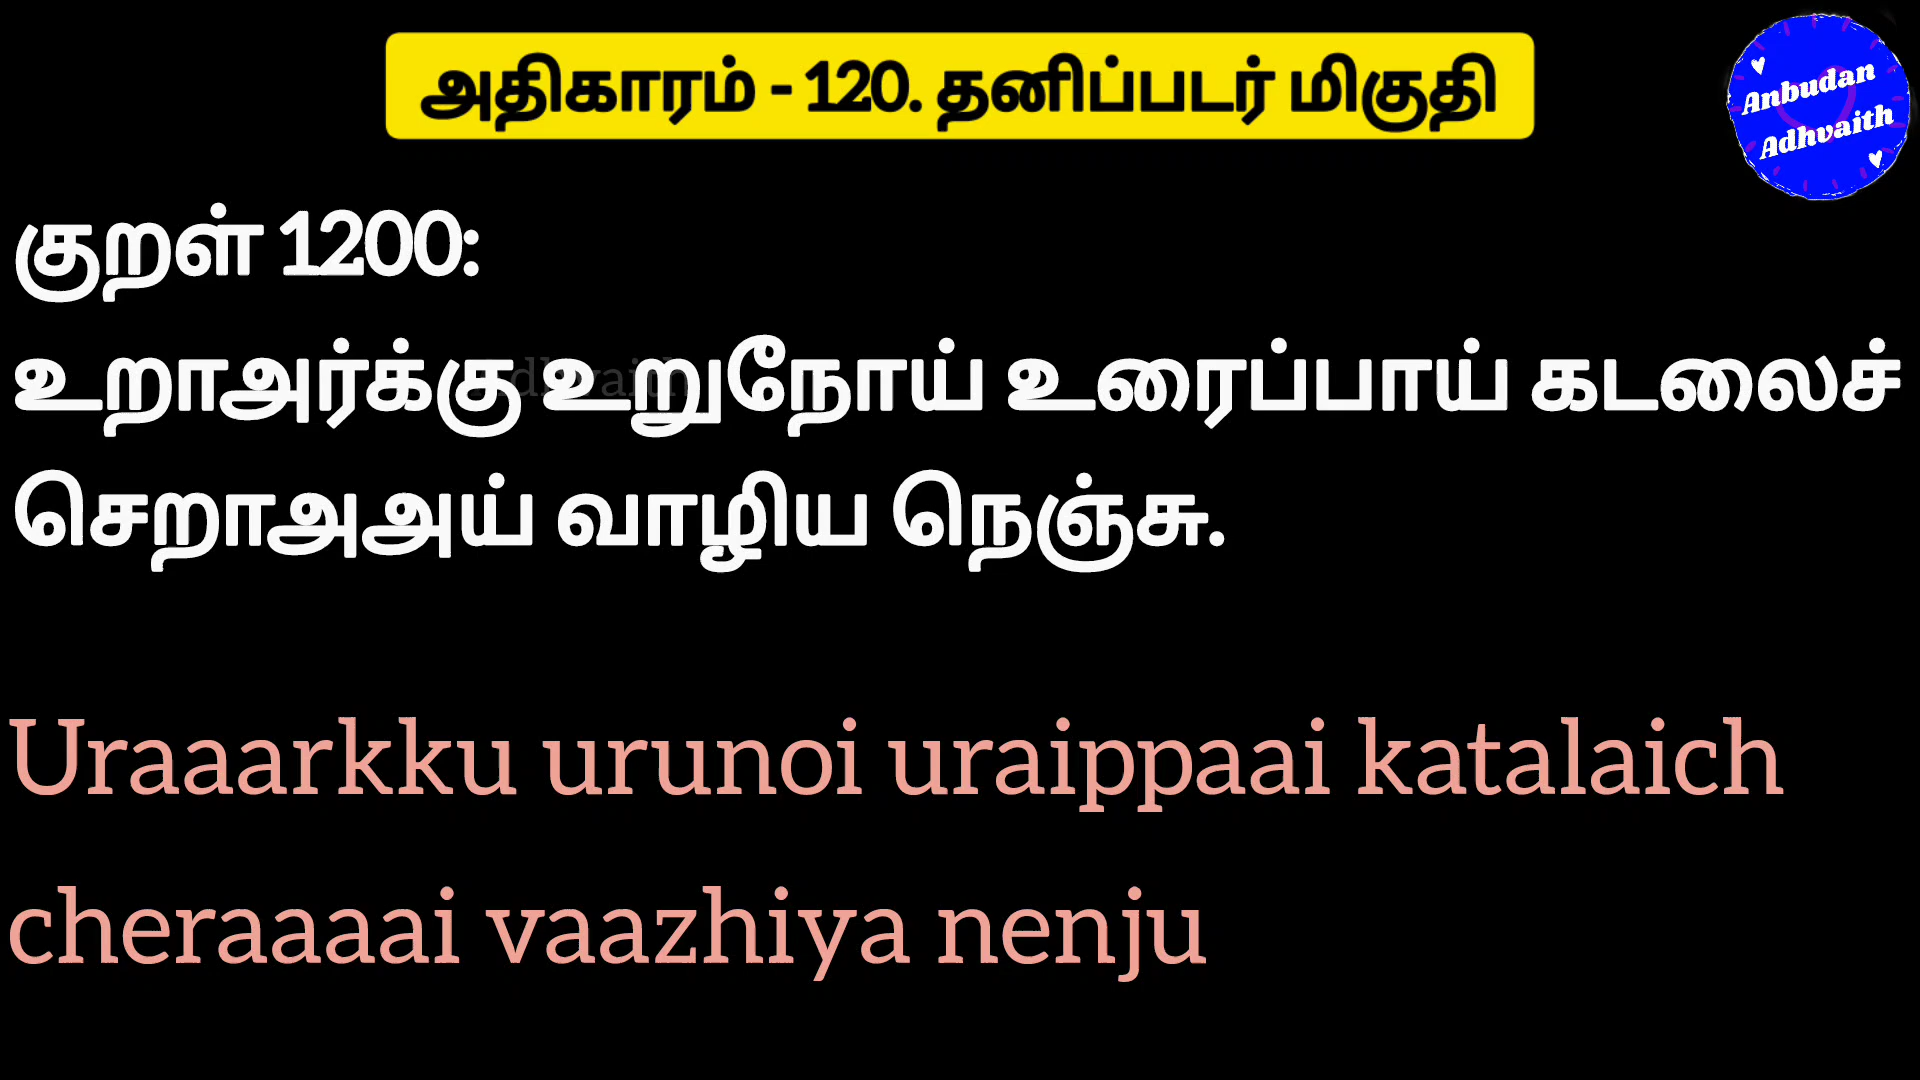 அதிகாரம் - 120. தனிப்படர் மிகுதி
Anbudan
Adhvaith
குறள் 1200:
உறாஅர்க்கு உறுநோய் உரைப்பாய் கடலைச்
செறாஅஅய் வாழிய நெஞ்சு.
Uraaarkku urunoi uraippaai katalaich
cheraaaai vaazhiya nenju